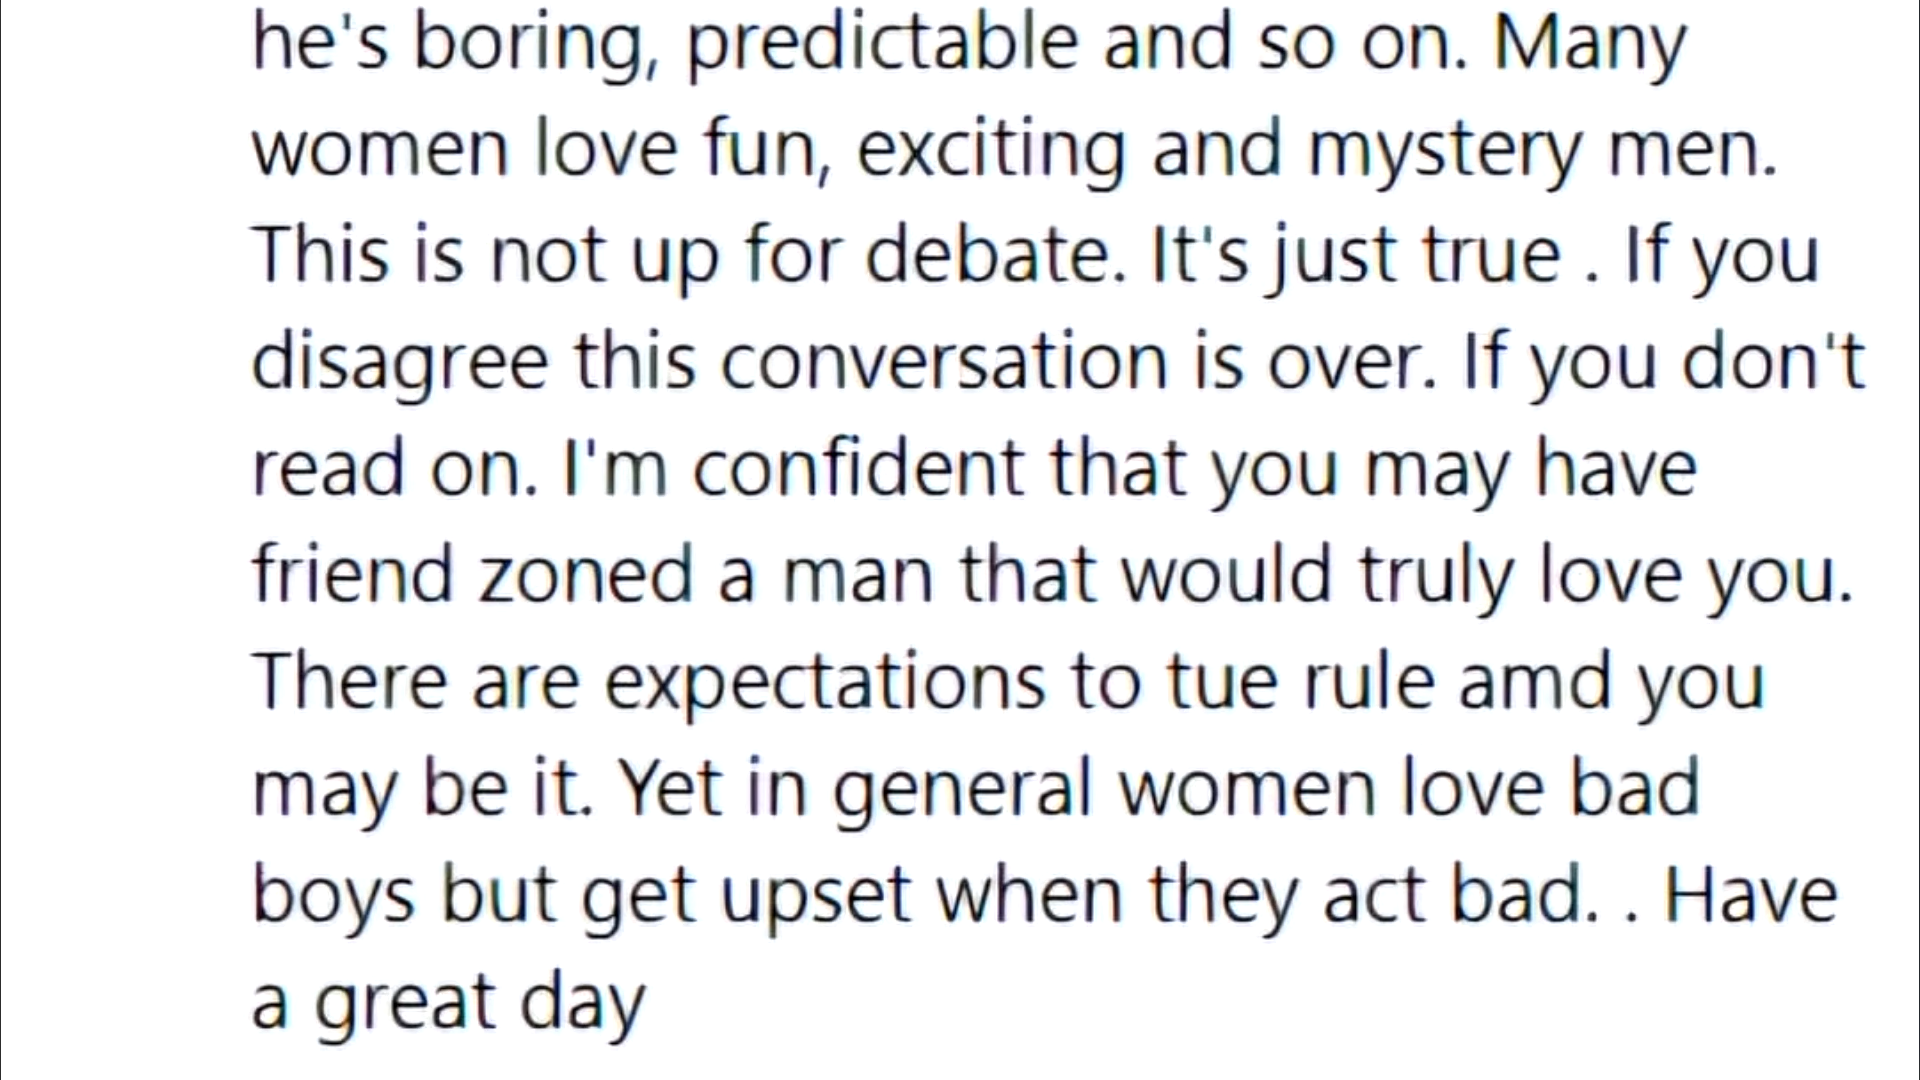 he's boring, predictable and so on. Many
women love fun, exciting and mystery men.
This is not up for debate. It's just true . If you
disagree this conversation is over. If you don't
read on. I'm confident that you may have
friend zoned a man that would truly love you.
There are expectations to tue rule amd you
may be it. Yet in general women love bad
boys but get upset when they act bad. . Have
a great day